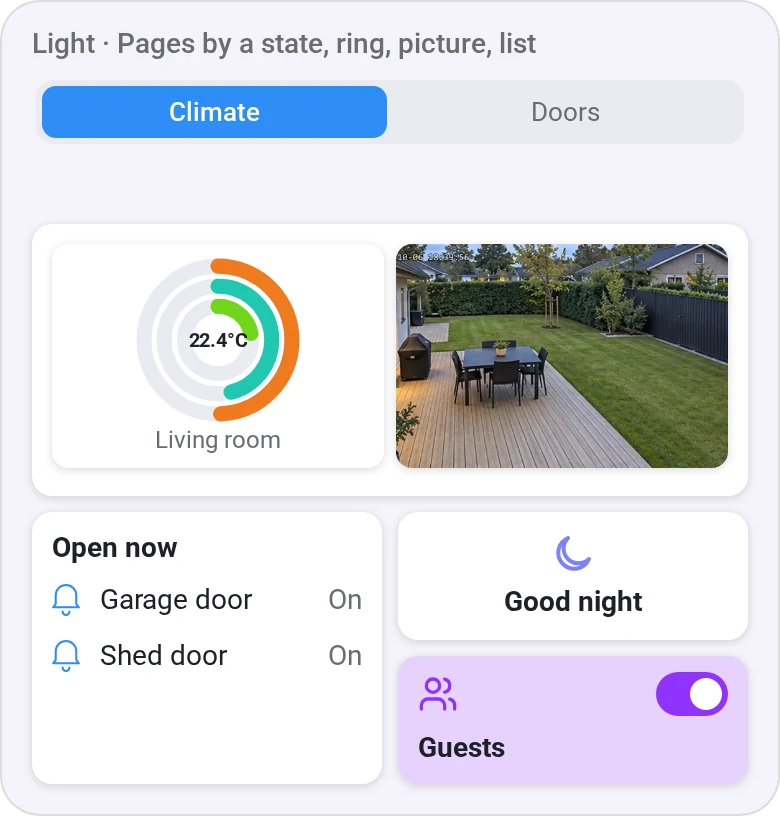 Light · Pages by a state, ring, picture, list
Climate
Doors
22.4°C
Living room
Open now
Garage door On
Shed door On
Good night
Guests